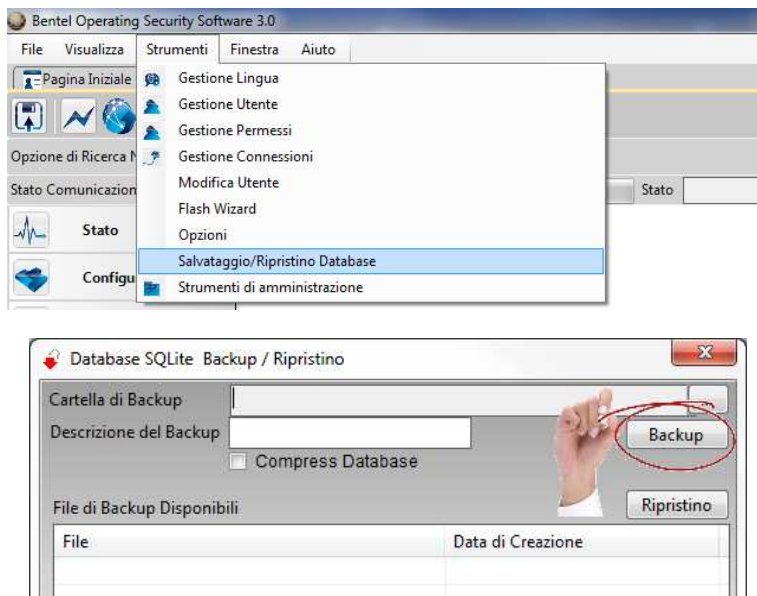 Bentel Operating Security Software 3.0
File Visualizza Strumenti Finestra Aiuto
Pagina Iniziale
Gestione Lingua
Gestione Utente
Gestione Permessi
Opzione di Ricerca
Gestione Connessioni
Modifica Utente
Stato Comunicazion
Stato
Flash Wizard
Stato
Opzioni
Salvataggio/Ripristino Database
Configu
Strumenti di amministrazione
Database SQLite Backup / Ripristino
Cartella di Backup
...
Descrizione del Backup
Backup
Compress Database
File di Backup Disponibili
Ripristino
File Data di Creazione